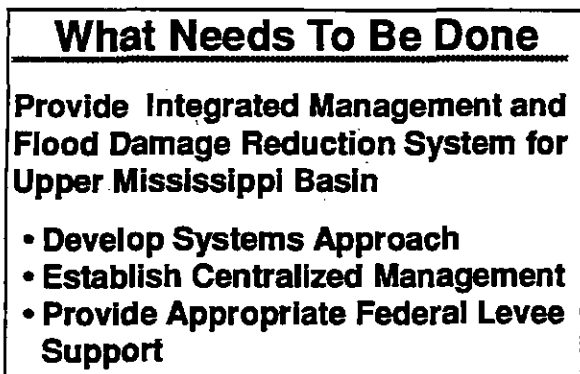 What Needs To Be Done
Provide Integrated Management and
Flood Damage Reduction System for
Upper Mississippi Basin
• Develop Systems Approach
• Establish Centralized Management
• Provide Appropriate Federal Levee
Support